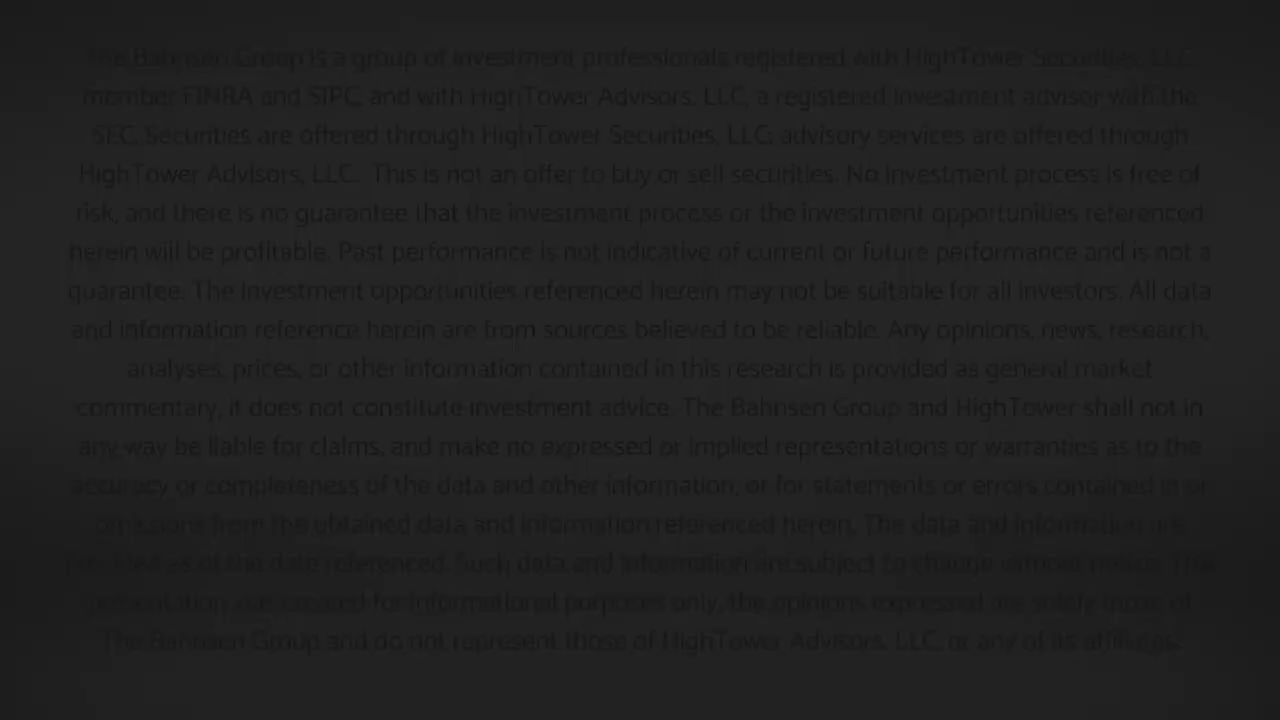 The Bahnsen Group is a group of investment professionals registered with HighTower Securities, LLC,
member FINRA and SIPC, and with HighTower Advisors, LLC, a registered investment advisor with the
SEC. Securities are offered through HighTower Securities, LLC; advisory services are offered through
HighTower Advisors, LLC. This is not an offer to buy or sell securities. No investment process is free of
risk, and there is no guarantee that the investment process or the investment opportunities referenced
herein will be profitable. Past performance is not indicative of current or future performance and is not a
guarantee. The investment opportunities referenced herein may not be suitable for all investors. All data
and information reference herein are from sources believed to be reliable. Any opinions, news, research,
analyses, prices, or other information contained in this research is provided as general market
commentary, it does not constitute investment advice. The Bahnsen Group and HighTower shall not in
any way be liable for claims, and make no expressed or implied representations or warranties as to the
accuracy or completeness of the data and other information, or for statements or errors contained in or
omissions from the obtained data and information referenced herein. The data and information are
provided as of the date referenced. Such data and information are subject to change without notice. This
presentation was created for informational purposes only; the opinions expressed are solely those of
The Bahnsen Group and do not represent those of HighTower Advisors, LLC, or any of its affiliates.